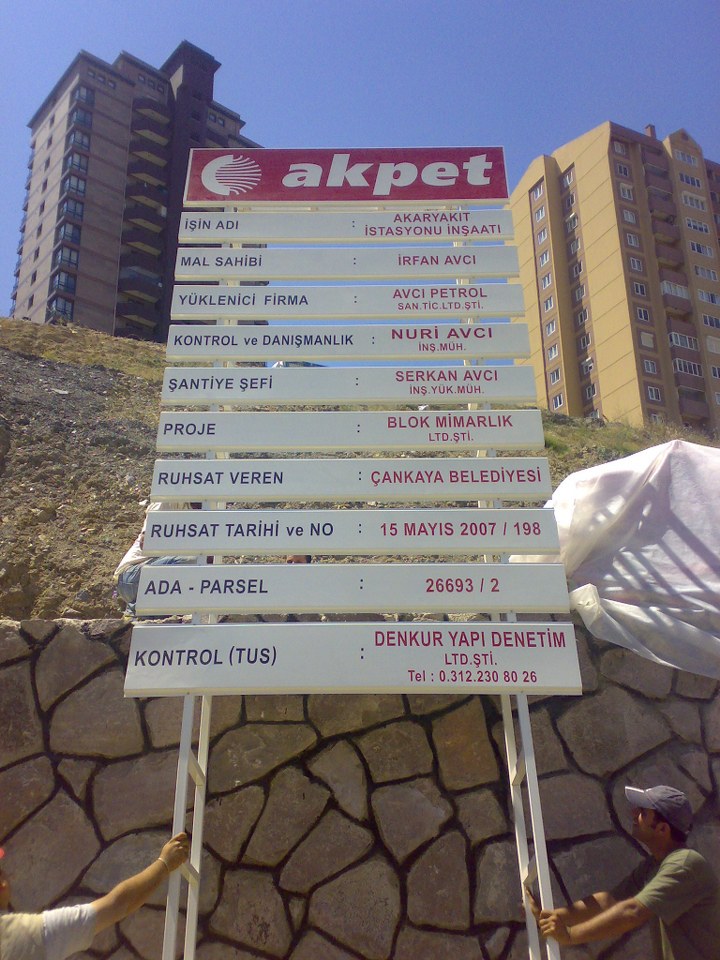 akpet
İŞİN ADI : AKARYAKIT
İSTASYONU İNŞAATI
MAL SAHİBİ : İRFAN AVCI
YÜKLENİCİ FİRMA : AVCI PETROL
SAN.TİC.LTD.ŞTİ.
KONTROL ve DANIŞMANLIK : NURİ AVCI
İNŞ.MÜH.
ŞANTİYE ŞEFİ : SERKAN AVCI
İNŞ.YÜK.MÜH.
PROJE : BLOK MİMARLIK
LTD.ŞTİ.
RUHSAT VEREN : ÇANKAYA BELEDİYESİ
RUHSAT TARİHİ ve NO : 15 MAYIS 2007 / 198
ADA - PARSEL : 26693 / 2
KONTROL (TUS) : DENKUR YAPI DENETİM
LTD.ŞTİ.
Tel : 0.312.230 80 26